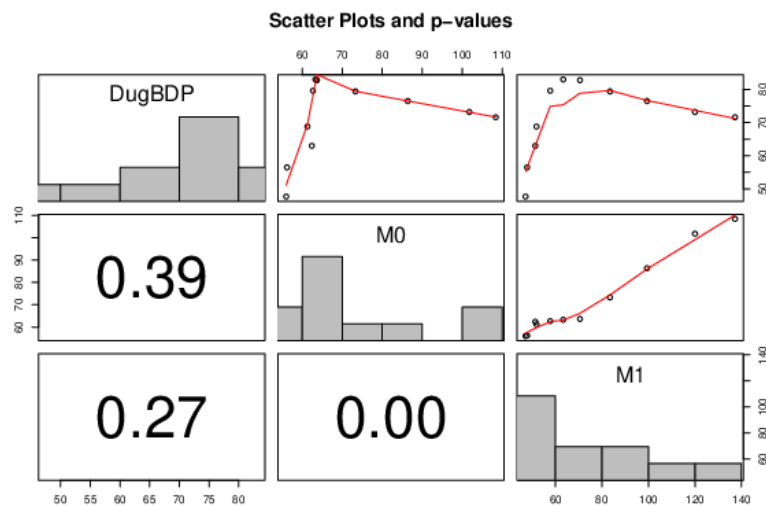 Scatter Plots and p-values
60 70 80 90 100 110
DugBDP
50 60 70 80
60 70 80 90 110
0.39
M0
0.27
0.00
M1
60 80 100 140
50 55 60 65 70 75 80
60 80 100 120 140